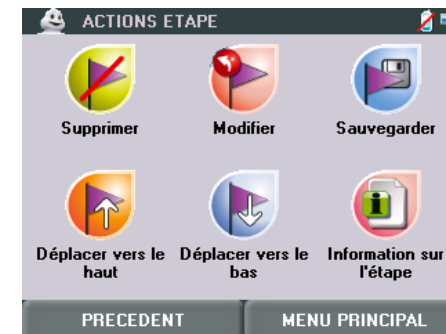 ACTIONS ETAPE
Supprimer
Modifier
Sauvegarder
Déplacer vers le
haut
Déplacer vers le
bas
Information sur
l'étape
PRECEDENT
MENU PRINCIPAL